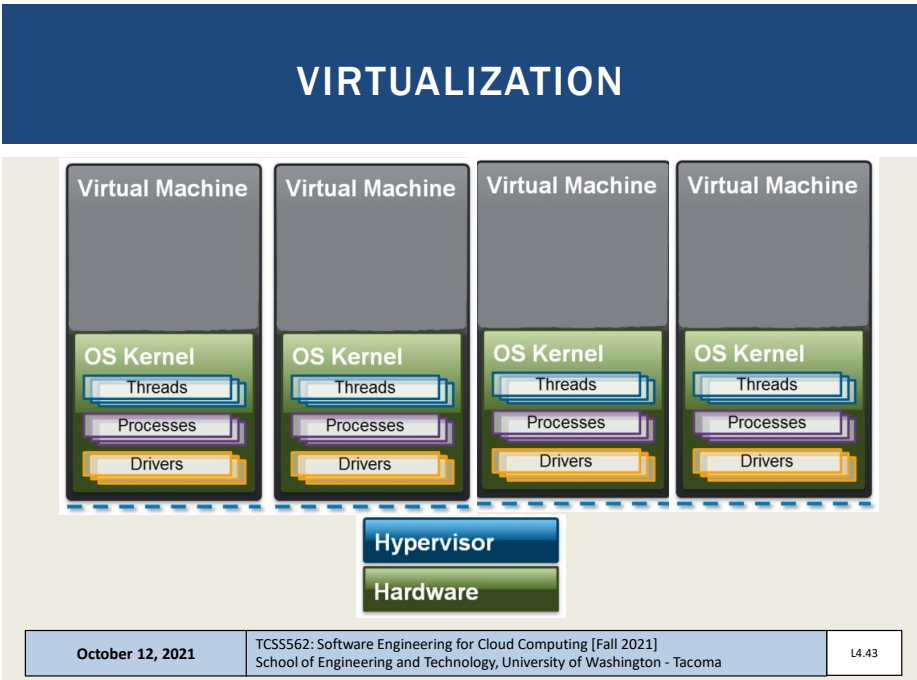 VIRTUALIZATION
Virtual Machine
OS Kernel
Threads
Processes
Drivers
Virtual Machine
OS Kernel
Threads
Processes
Drivers
Virtual Machine
OS Kernel
Threads
Processes
Drivers
Virtual Machine
OS Kernel
Threads
Processes
Drivers
Hypervisor
Hardware
October 12, 2021
TCSS562: Software Engineering for Cloud Computing [Fall 2021]
School of Engineering and Technology, University of Washington - Tacoma
L4.43